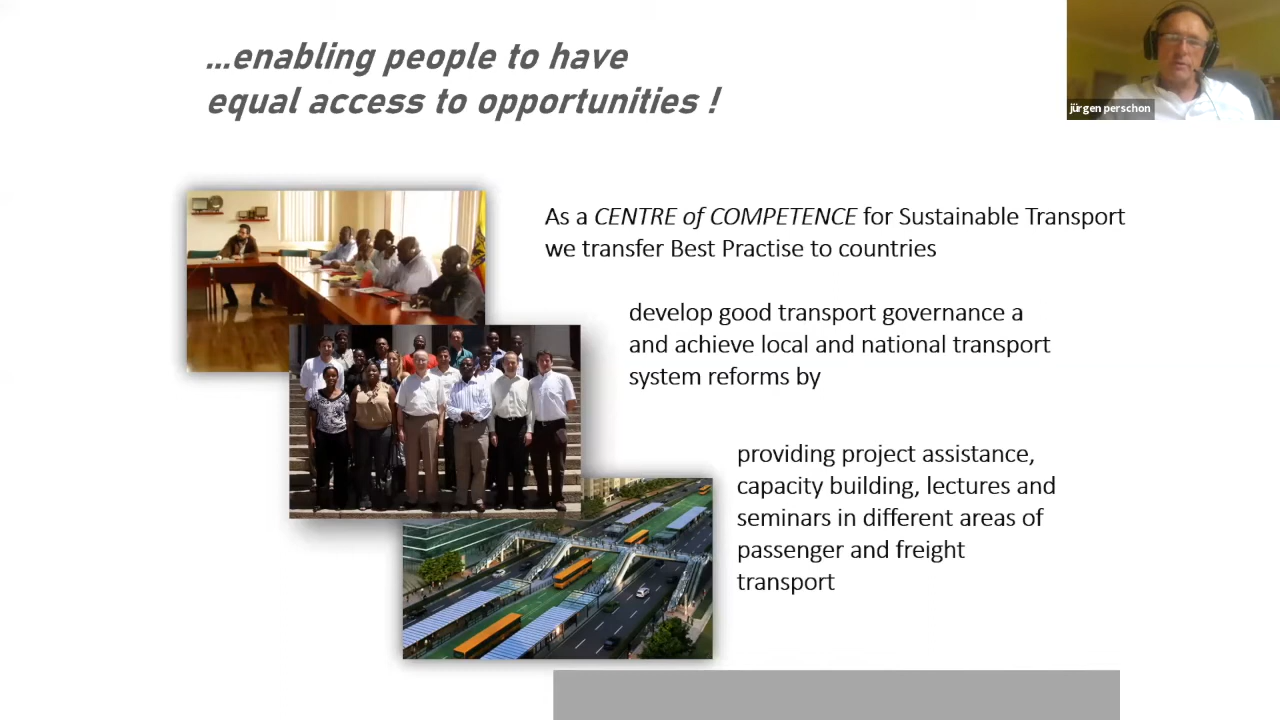 ...enabling people to have
equal access to opportunities !
jürgen perschon
As a CENTRE of COMPETENCE for Sustainable Transport
we transfer Best Practise to countries
develop good transport governance a
and achieve local and national transport
system reforms by
providing project assistance,
capacity building, lectures and
seminars in different areas of
passenger and freight
transport